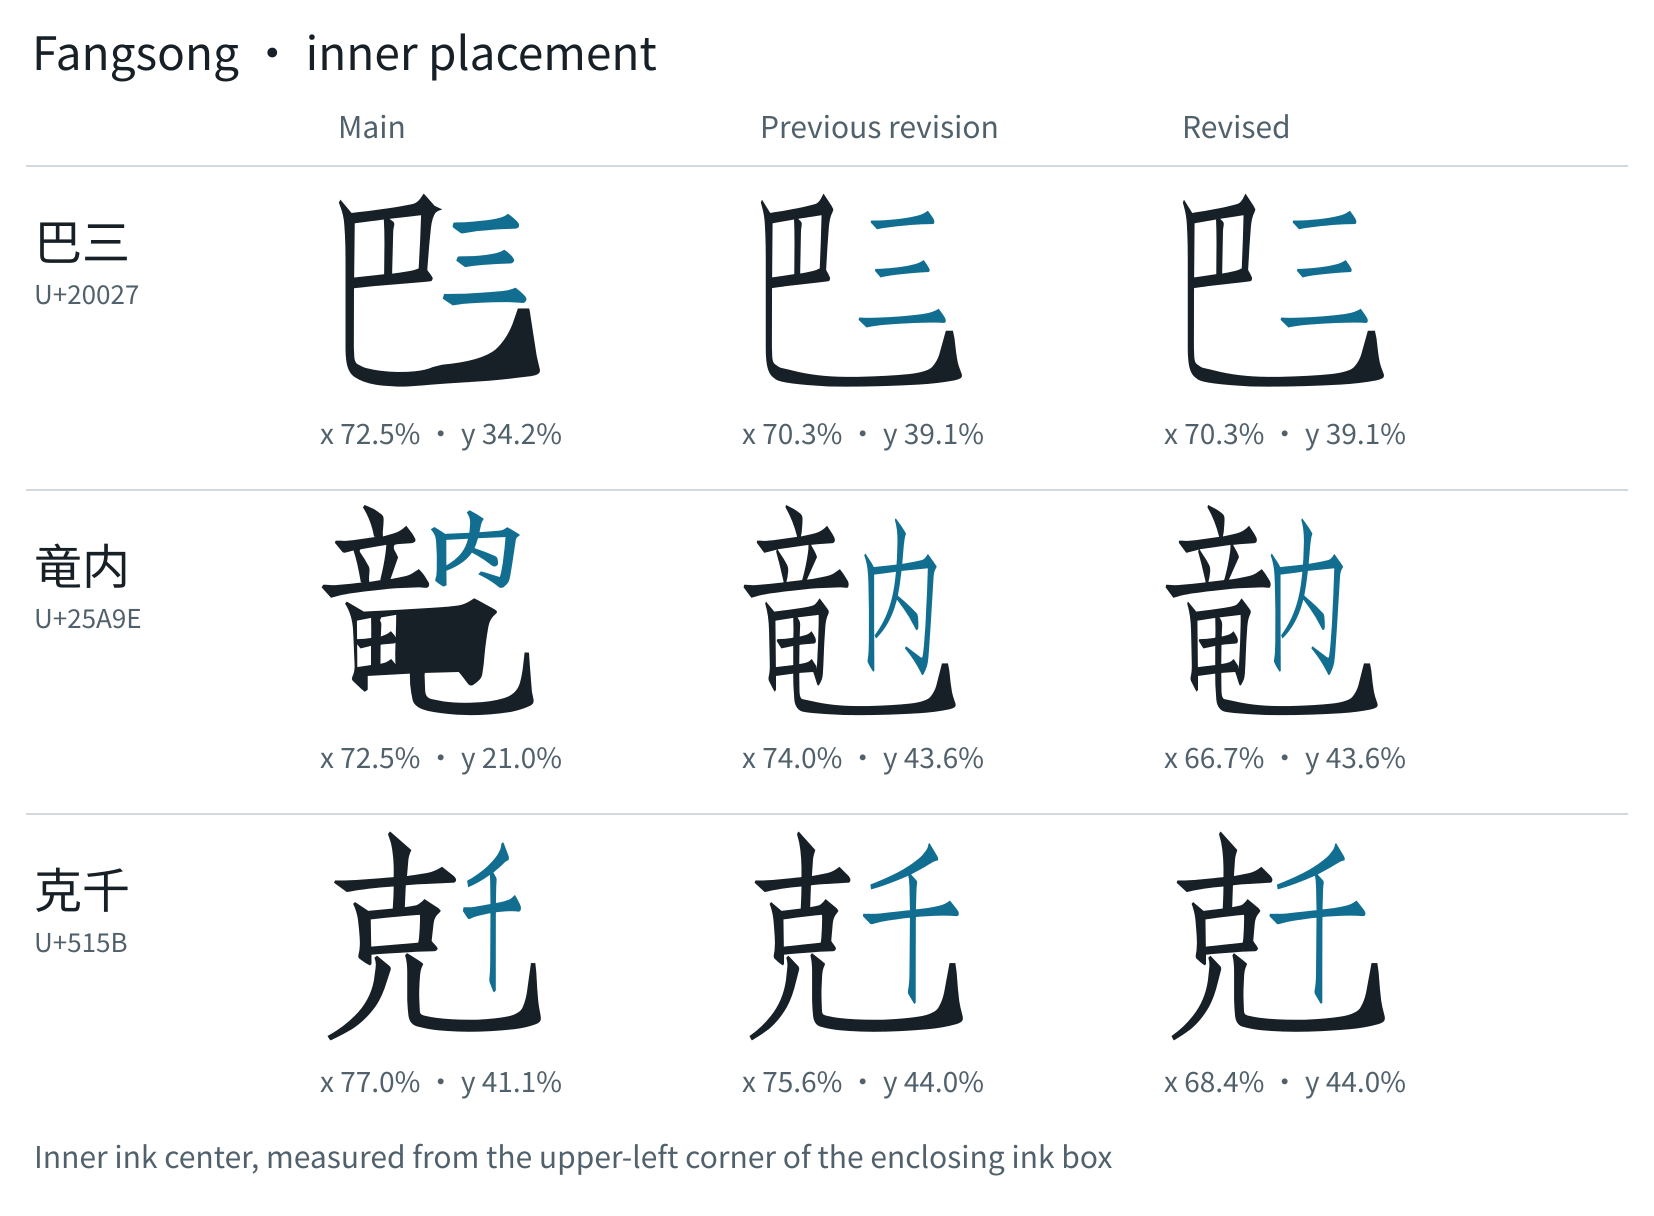 Fangsong · inner placement
Main Previous revision Revised
巴三
U+20027
x 72.5% · y 34.2% x 70.3% · y 39.1% x 70.3% · y 39.1%
竜内
U+25A9E
x 72.5% · y 21.0% x 74.0% · y 43.6% x 66.7% · y 43.6%
克千
U+515B
x 77.0% · y 41.1% x 75.6% · y 44.0% x 68.4% · y 44.0%
Inner ink center, measured from the upper-left corner of the enclosing ink box